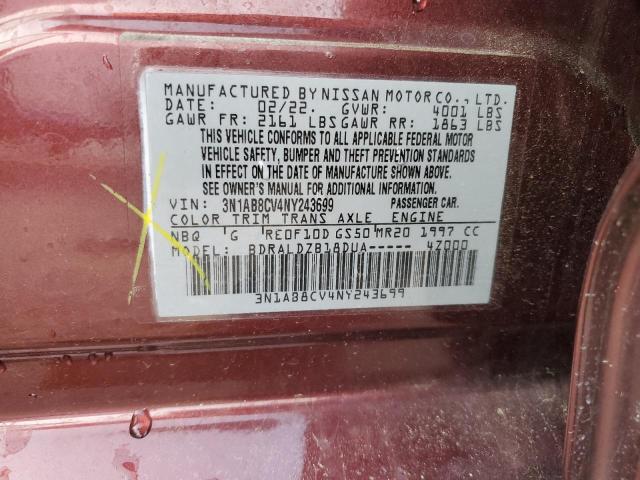 MANUFACTURED BY NISSAN MOTOR CO., LTD.
DATE: 02/22. GVWR: 4001 LBS
GAWR FR: 2161 LBS GAWR RR: 1863 LBS
THIS VEHICLE CONFORMS TO ALL APPLICABLE FEDERAL MOTOR
VEHICLE SAFETY, BUMPER AND THEFT PREVENTION STANDARDS
IN EFFECT ON THE DATE OF MANUFACTURE SHOWN ABOVE.
SEE OWNER'S MANUAL FOR ADDITIONAL INFORMATION.
VIN: 3N1AB8CV4NY243699 PASSENGER CAR.
COLOR TRIM TRANS AXLE ENGINE
NBQ G RE0F10D GS50 MR20 1997 CC
MODEL: BDRALDZB18DUA----- 4Z000
3N1AB8CV4NY243699